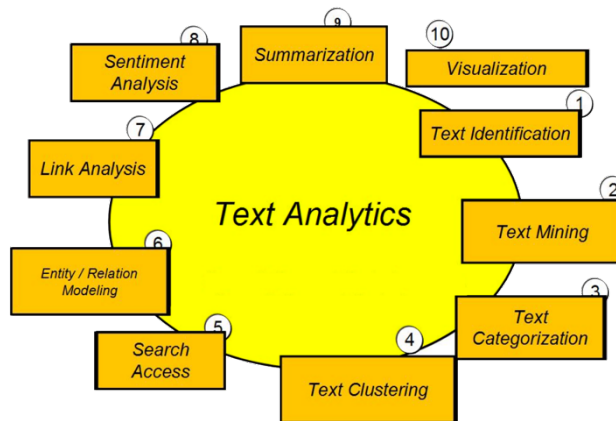 9
Summarization
8
Sentiment
Analysis
10
Visualization
1
Text Identification
7
Link Analysis
Text Analytics
2
Text Mining
6
Entity / Relation
Modeling
3
Text
Categorization
5
Search
Access
4
Text Clustering